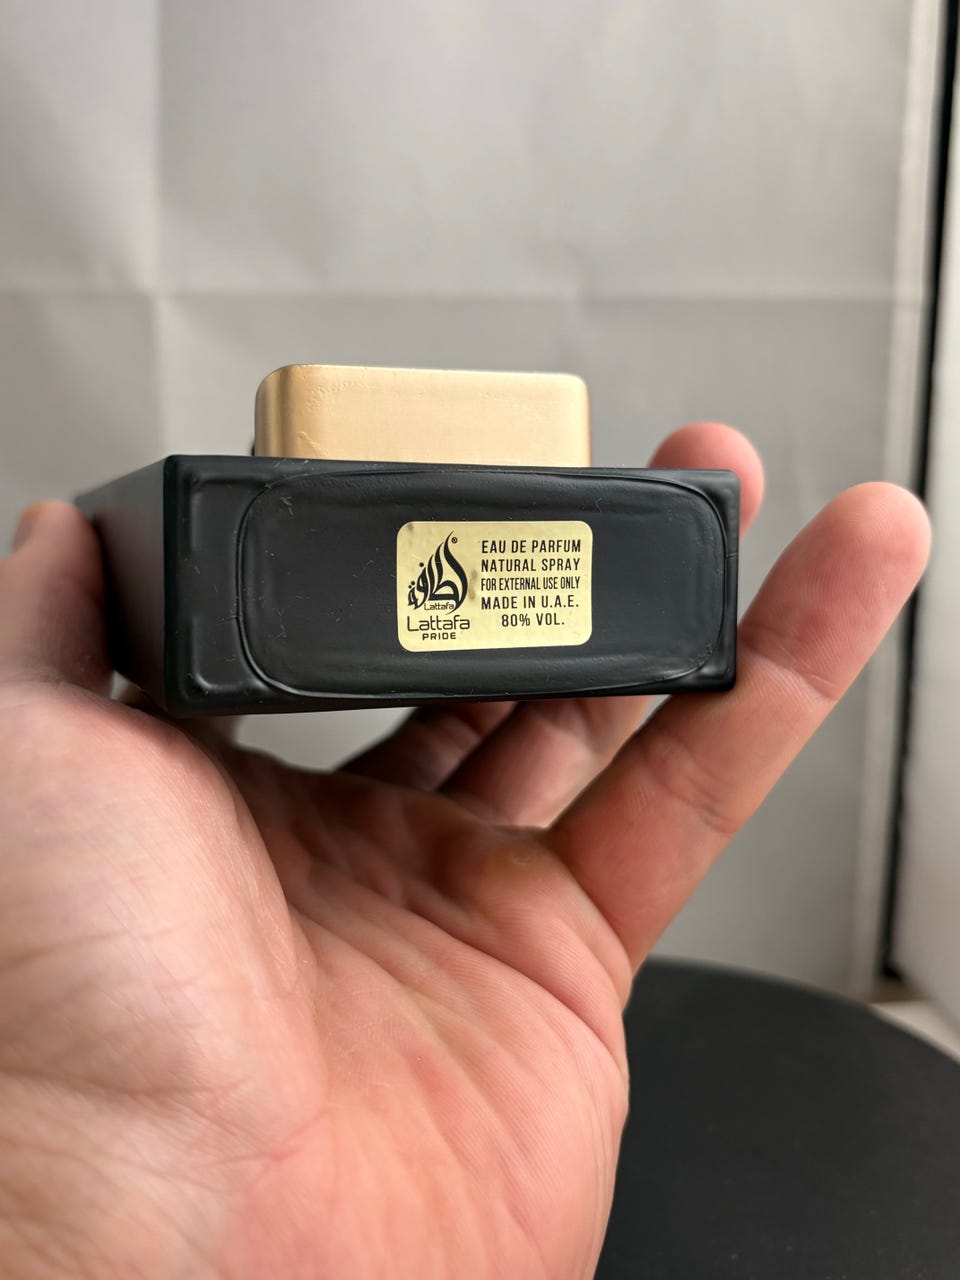 لطافة®
Lattafa
Lattafa
PRIDE
EAU DE PARFUM
NATURAL SPRAY
FOR EXTERNAL USE ONLY
MADE IN U.A.E.
80% VOL.